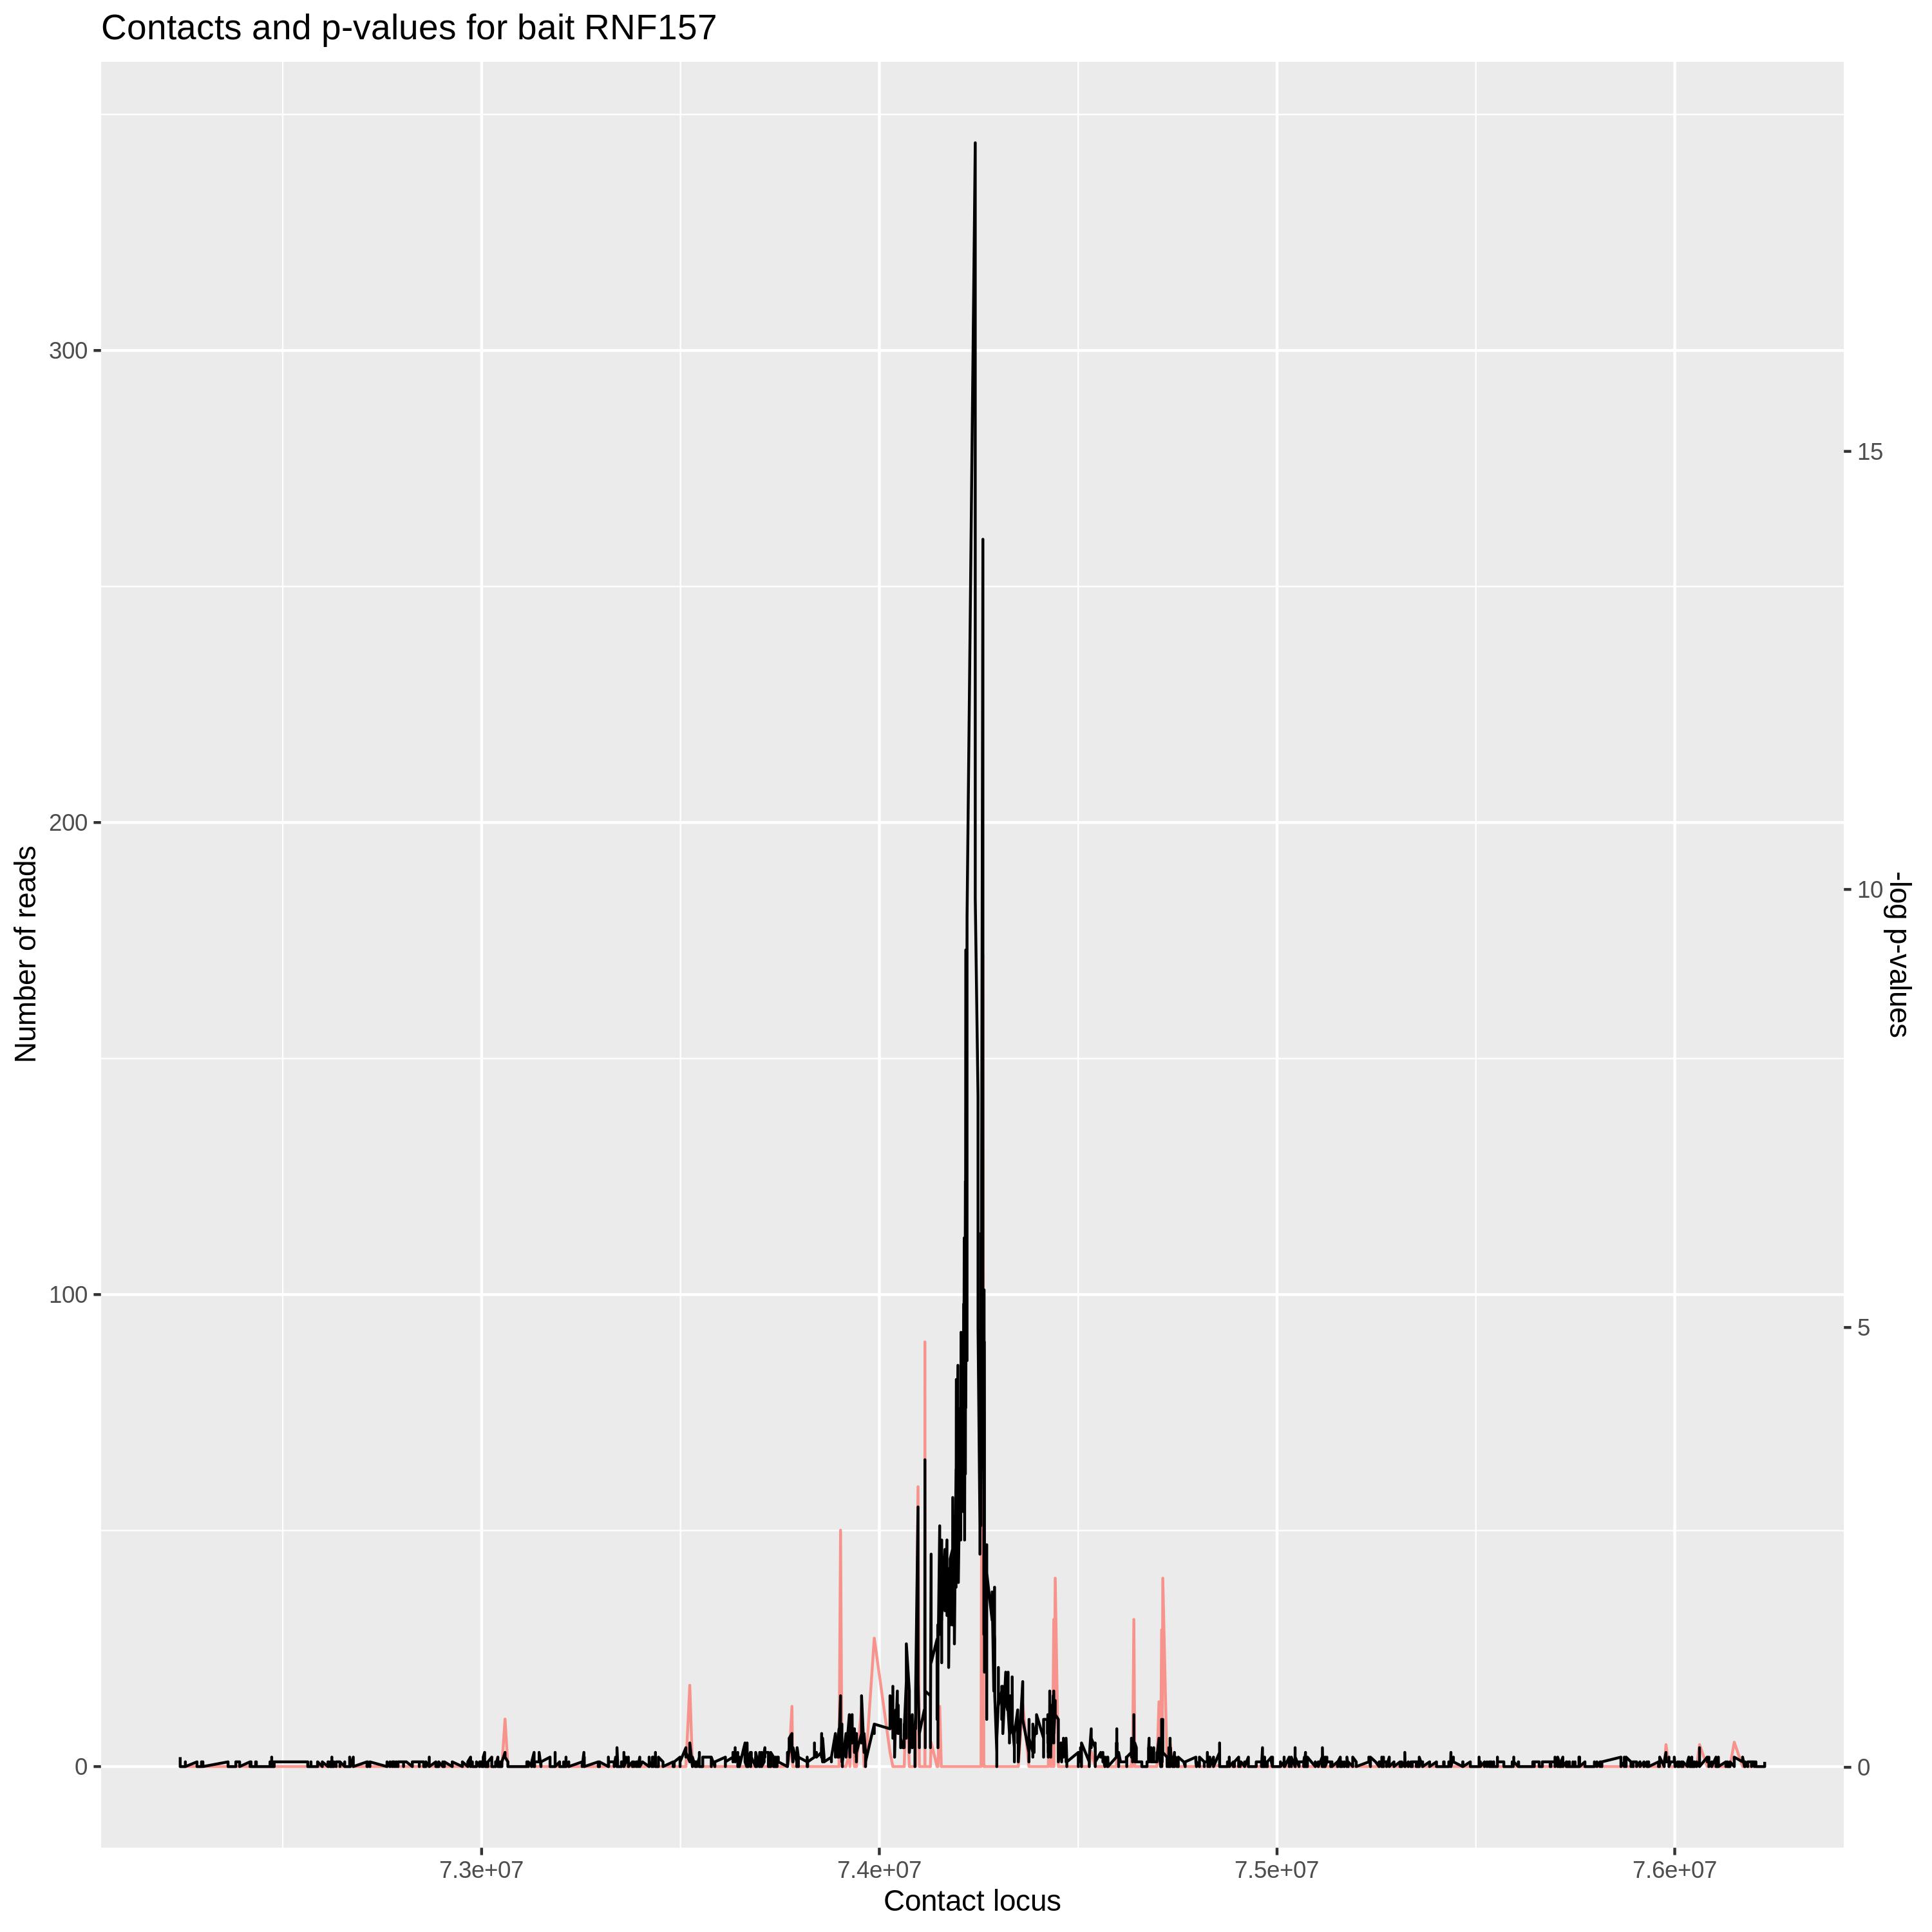 Contacts and p-values for bait RNF157
Number of reads
300
200
100
0
15
10
5
0
-log p-values
7.3e+07
7.4e+07
7.5e+07
7.6e+07
Contact locus